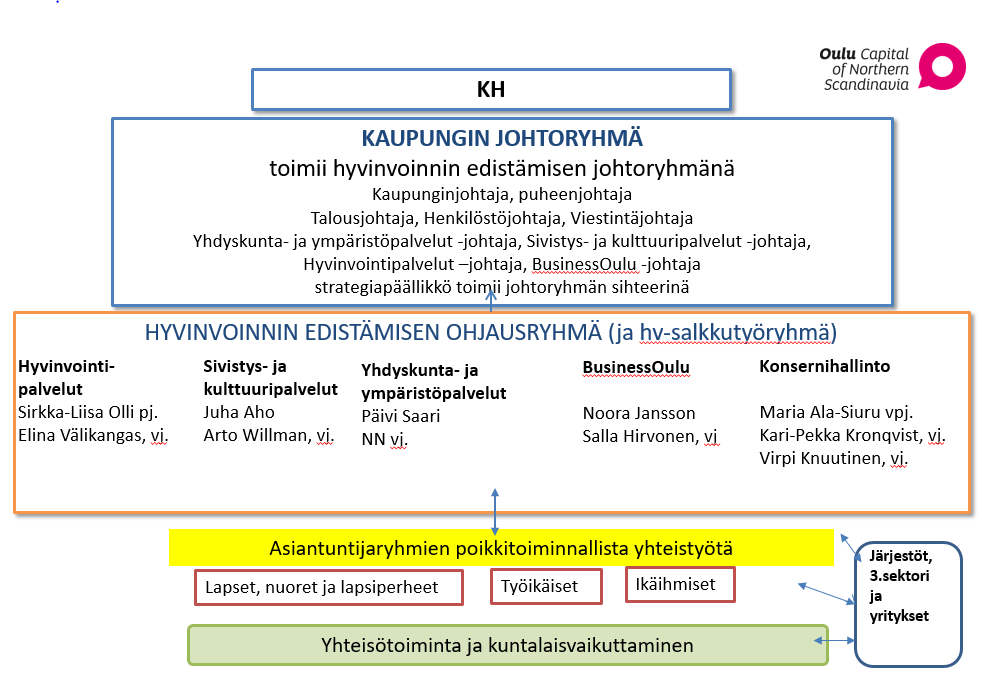 Oulu Capital
of Northern
Scandinavia
KH
KAUPUNGIN JOHTORYHMÄ
toimii hyvinvoinnin edistämisen johtoryhmänä
Kaupunginjohtaja, puheenjohtaja
Talousjohtaja, Henkilöstöjohtaja, Viestintäjohtaja
Yhdyskunta- ja ympäristöpalvelut -johtaja, Sivistys- ja kulttuuripalvelut -johtaja,
Hyvinvointipalvelut –johtaja, BusinessOulu -johtaja
strategiapäällikkö toimii johtoryhmän sihteerinä
HYVINVOINNIN EDISTÄMISEN OHJAUSRYHMÄ (ja hv-salkkutyöryhmä)
Hyvinvointi-
palvelut
Sirkka-Liisa Olli pj.
Elina Välikangas, vj.
Sivistys- ja
kulttuuripalvelut
Juha Aho
Arto Willman, vj.
Yhdyskunta- ja
ympäristöpalvelut
Päivi Saari
NN vj.
BusinessOulu
Noora Jansson
Salla Hirvonen, vj
Konsernihallinto
Maria Ala-Siuru vpj.
Kari-Pekka Kronqvist, vj.
Virpi Knuutinen, vj.
Asiantuntijaryhmien poikkitoiminnallista yhteistyötä
Lapset, nuoret ja lapsiperheet
Työikäiset
Ikäihmiset
Järjestöt,
3.sektori
ja
yritykset
Yhteisötoiminta ja kuntalaisvaikuttaminen